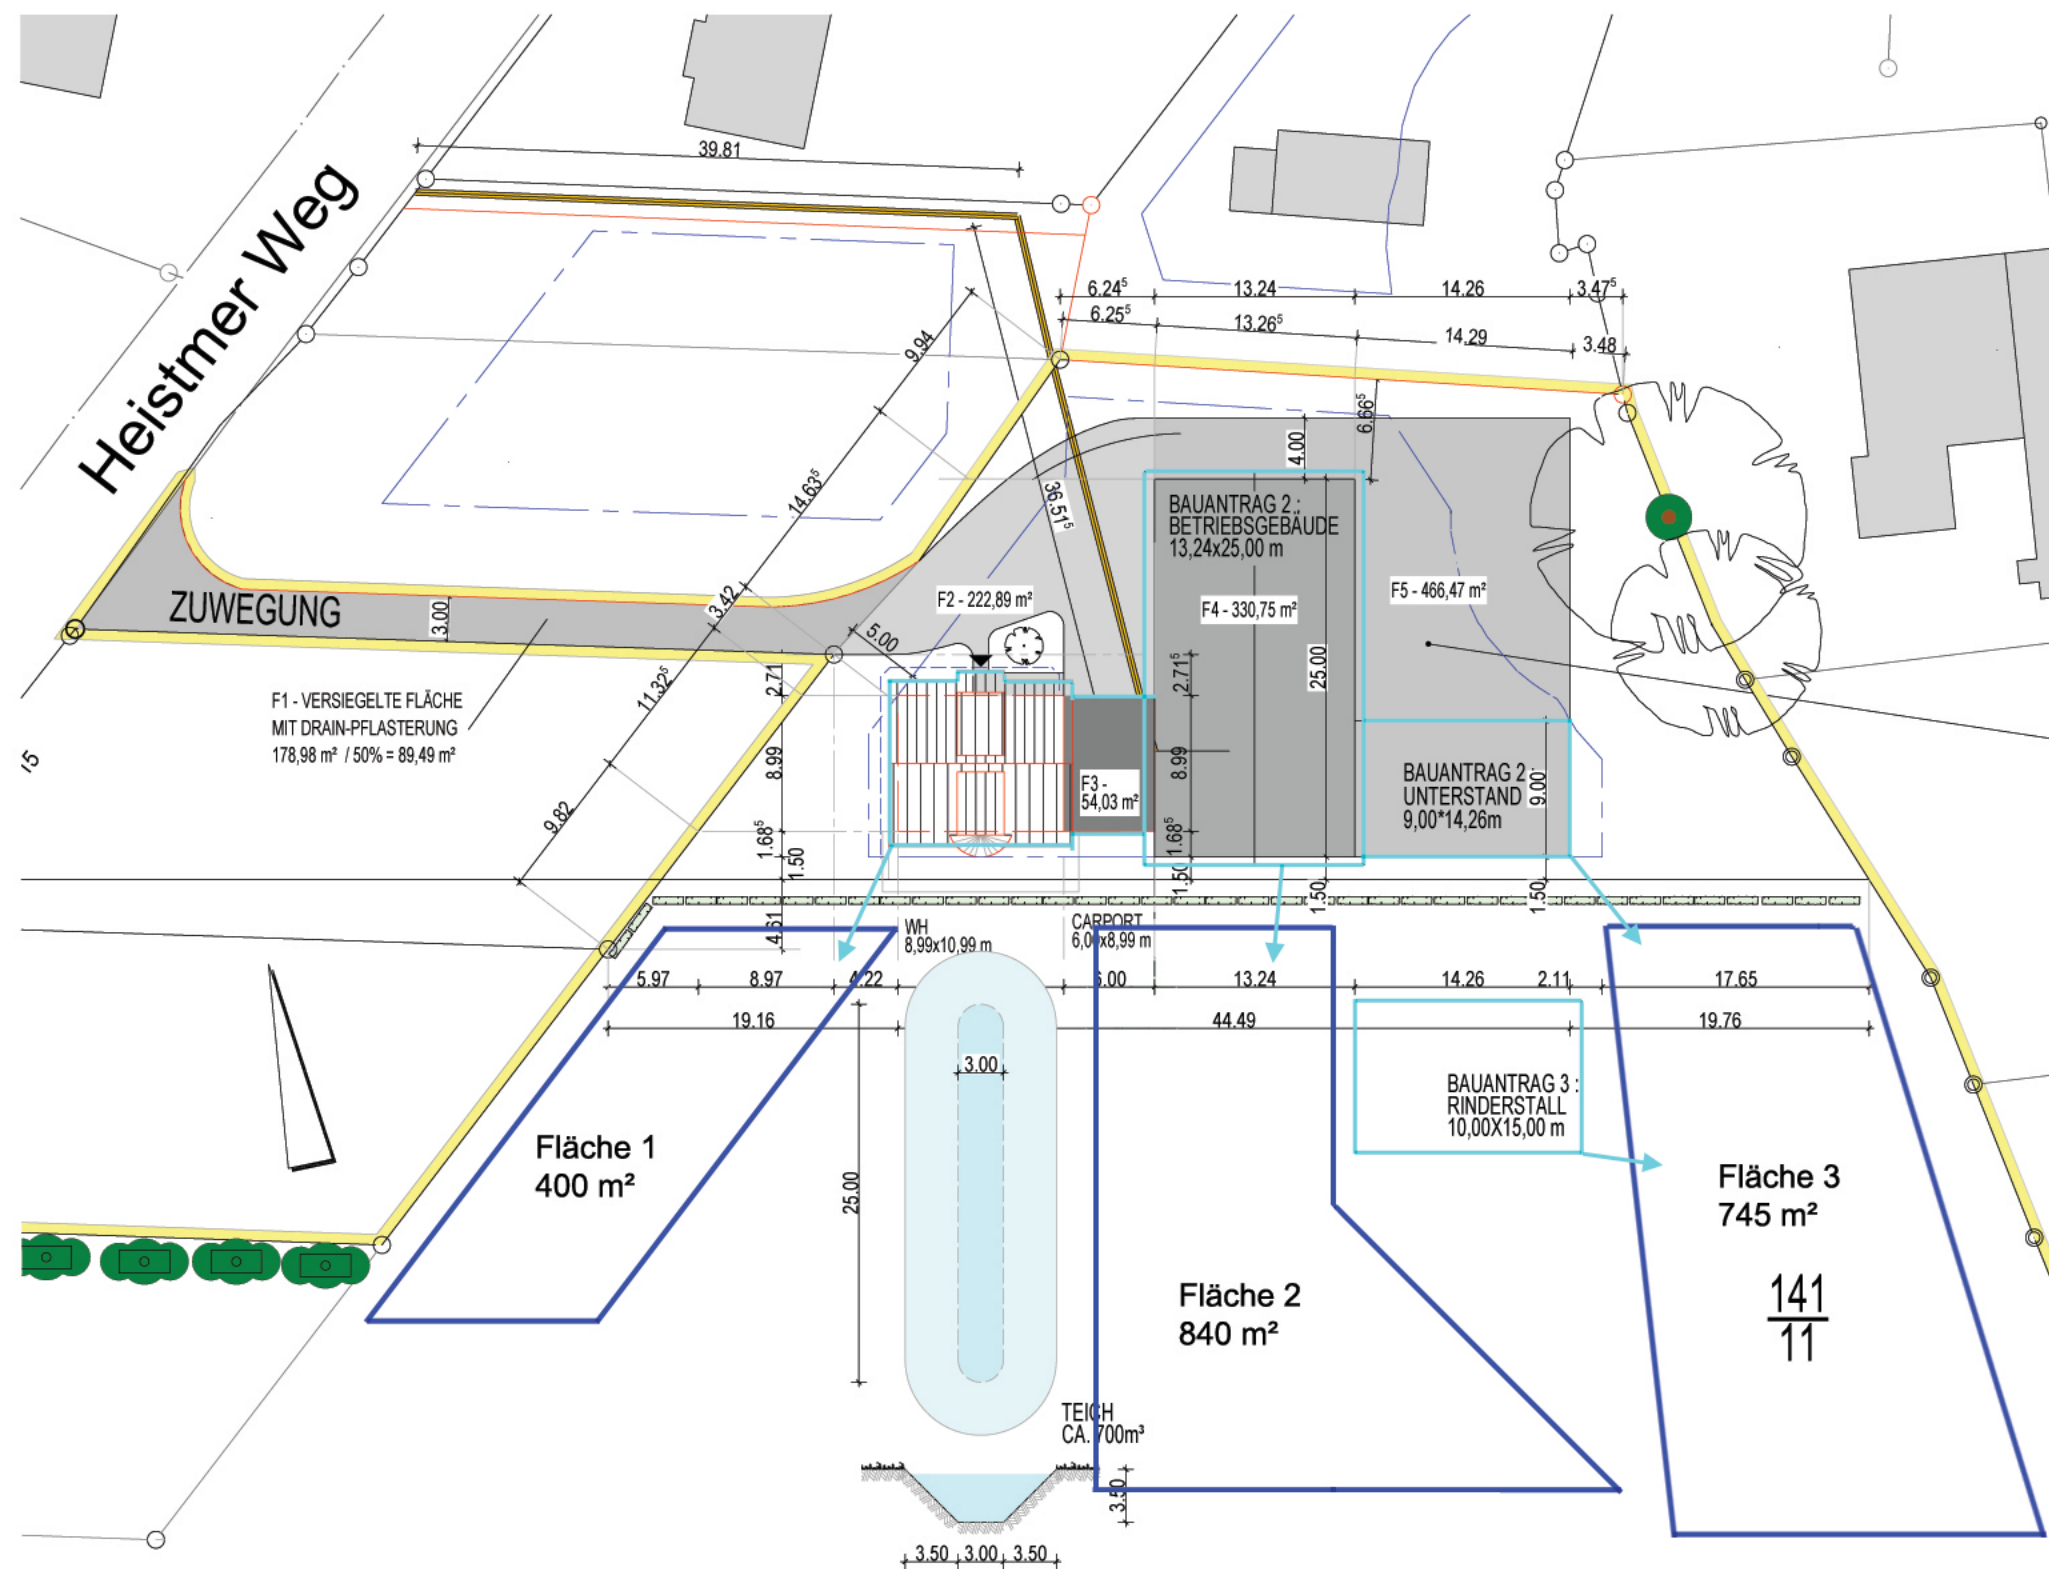 39.81
Heistmer Weg
6.24⁵
13.24
14.26
3.47⁵
6.25⁵
13.26⁵
14.29
3.48
9.94
14.63⁵
36.51⁵
6.66⁵
4.00
BAUANTRAG 2 :
BETRIEBSGEBÄUDE
13,24x25,00 m
ZUWEGUNG
3.00
3.42
5.00
F2 - 222,89 m²
F4 - 330,75 m²
F5 - 466,47 m²
25.00
2.71
2.71⁵
11.32⁵
F1 - VERSIEGELTE FLÄCHE
MIT DRAIN-PFLASTERUNG
178,98 m² / 50% = 89,49 m²
15
8.99
8.99
F3 -
54,03 m²
BAUANTRAG 2
UNTERSTAND
9,00*14,26m
9.00
9.82
1.68⁵
1.50
1.68⁵
1.50
1.50
1.50
4.61
WH
8,99x10,99 m
CARPORT
6,00x8,99 m
5.97
8.97
4.22
6.00
13.24
14.26
2.11
17.65
19.16
44.49
19.76
3.00
25.00
BAUANTRAG 3 :
RINDERSTALL
10,00X15,00 m
Fläche 1
400 m²
Fläche 2
840 m²
Fläche 3
745 m²
141
11
TEICH
CA. 700m³
3.50
3.50
3.00
3.50